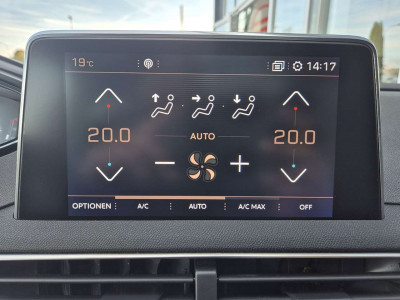 19°C 14:17
AUTO
20.0 20.0
OPTIONEN A/C AUTO A/C MAX OFF